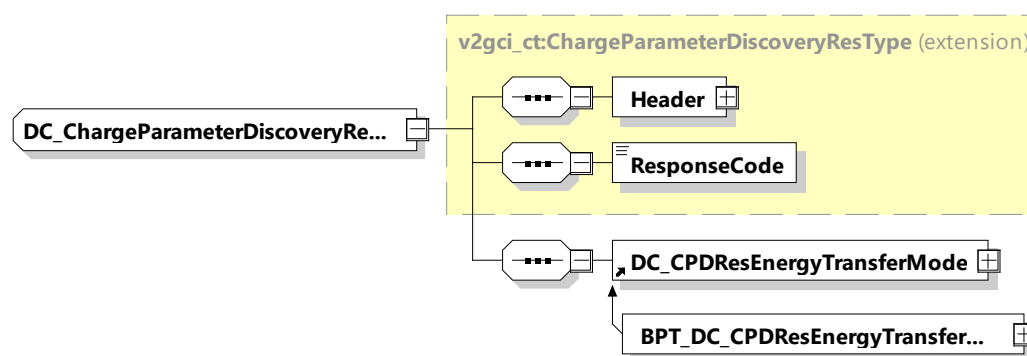 v2gci_ct:ChargeParameterDiscoveryResType (extension)
Header
DC_ChargeParameterDiscoveryRe...
ResponseCode
DC_CPDResEnergyTransferMode
BPT_DC_CPDResEnergyTransfer...